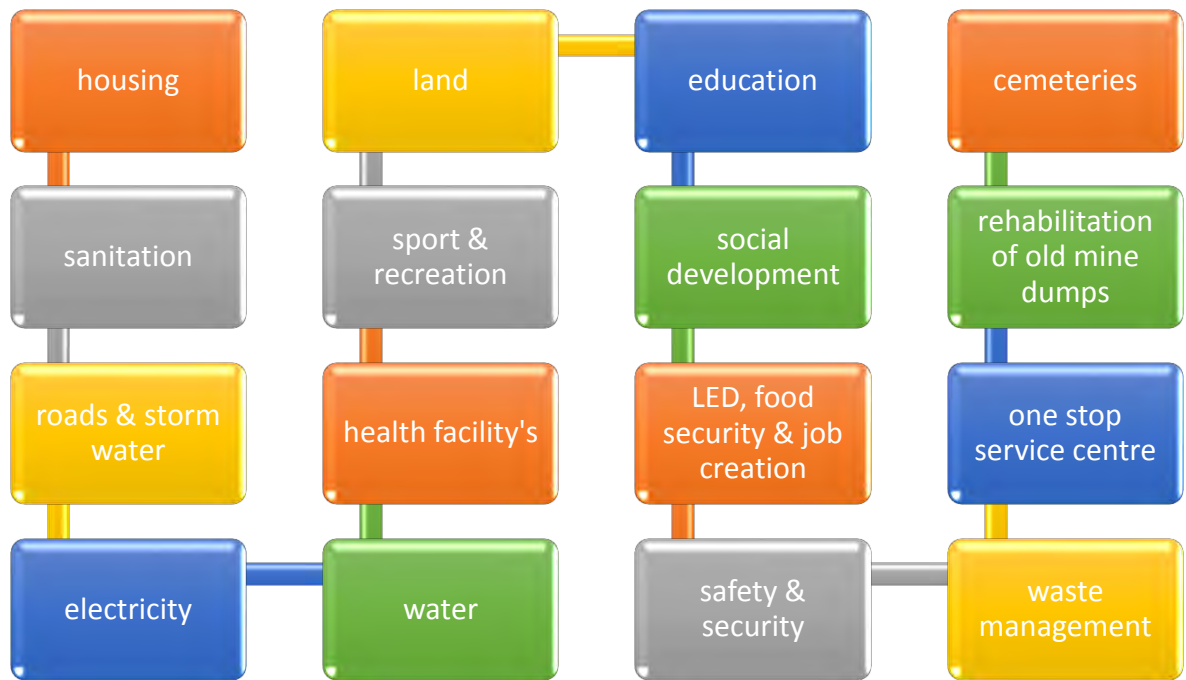 housing
sanitation
roads & storm
water
electricity
water
health facility's
sport &
recreation
land
education
social
development
LED, food
security & job
creation
safety &
security
waste
management
one stop
service centre
rehabilitation
of old mine
dumps
cemeteries